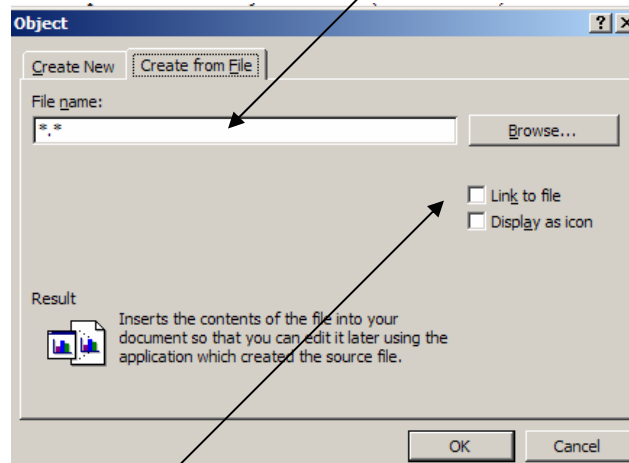 Object
Create New Create from File
File name:
*.* Browse...
Link to file
Display as icon
Result
Inserts the contents of the file into your
document so that you can edit it later using the
application which created the source file.
OK Cancel